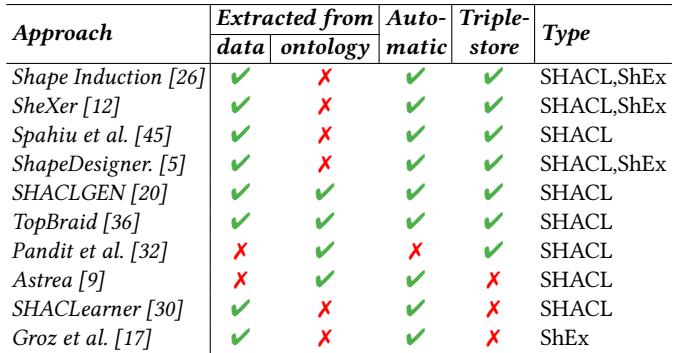 Approach Extracted from Auto- Triple- Type
data ontology matic store
Shape Induction [26] ✔ ✗ ✔ ✔ SHACL,ShEx
SheXer [12] ✔ ✗ ✔ ✔ SHACL,ShEx
Spahiu et al. [45] ✔ ✗ ✔ ✔ SHACL
ShapeDesigner. [5] ✔ ✗ ✔ ✔ SHACL,ShEx
SHACLGEN [20] ✔ ✔ ✔ ✔ SHACL
TopBraid [36] ✔ ✔ ✔ ✔ SHACL
Pandit et al. [32] ✗ ✔ ✗ ✔ SHACL
Astrea [9] ✗ ✔ ✔ ✗ SHACL
SHACLearner [30] ✔ ✗ ✔ ✗ SHACL
Groz et al. [17] ✔ ✗ ✔ ✗ ShEx